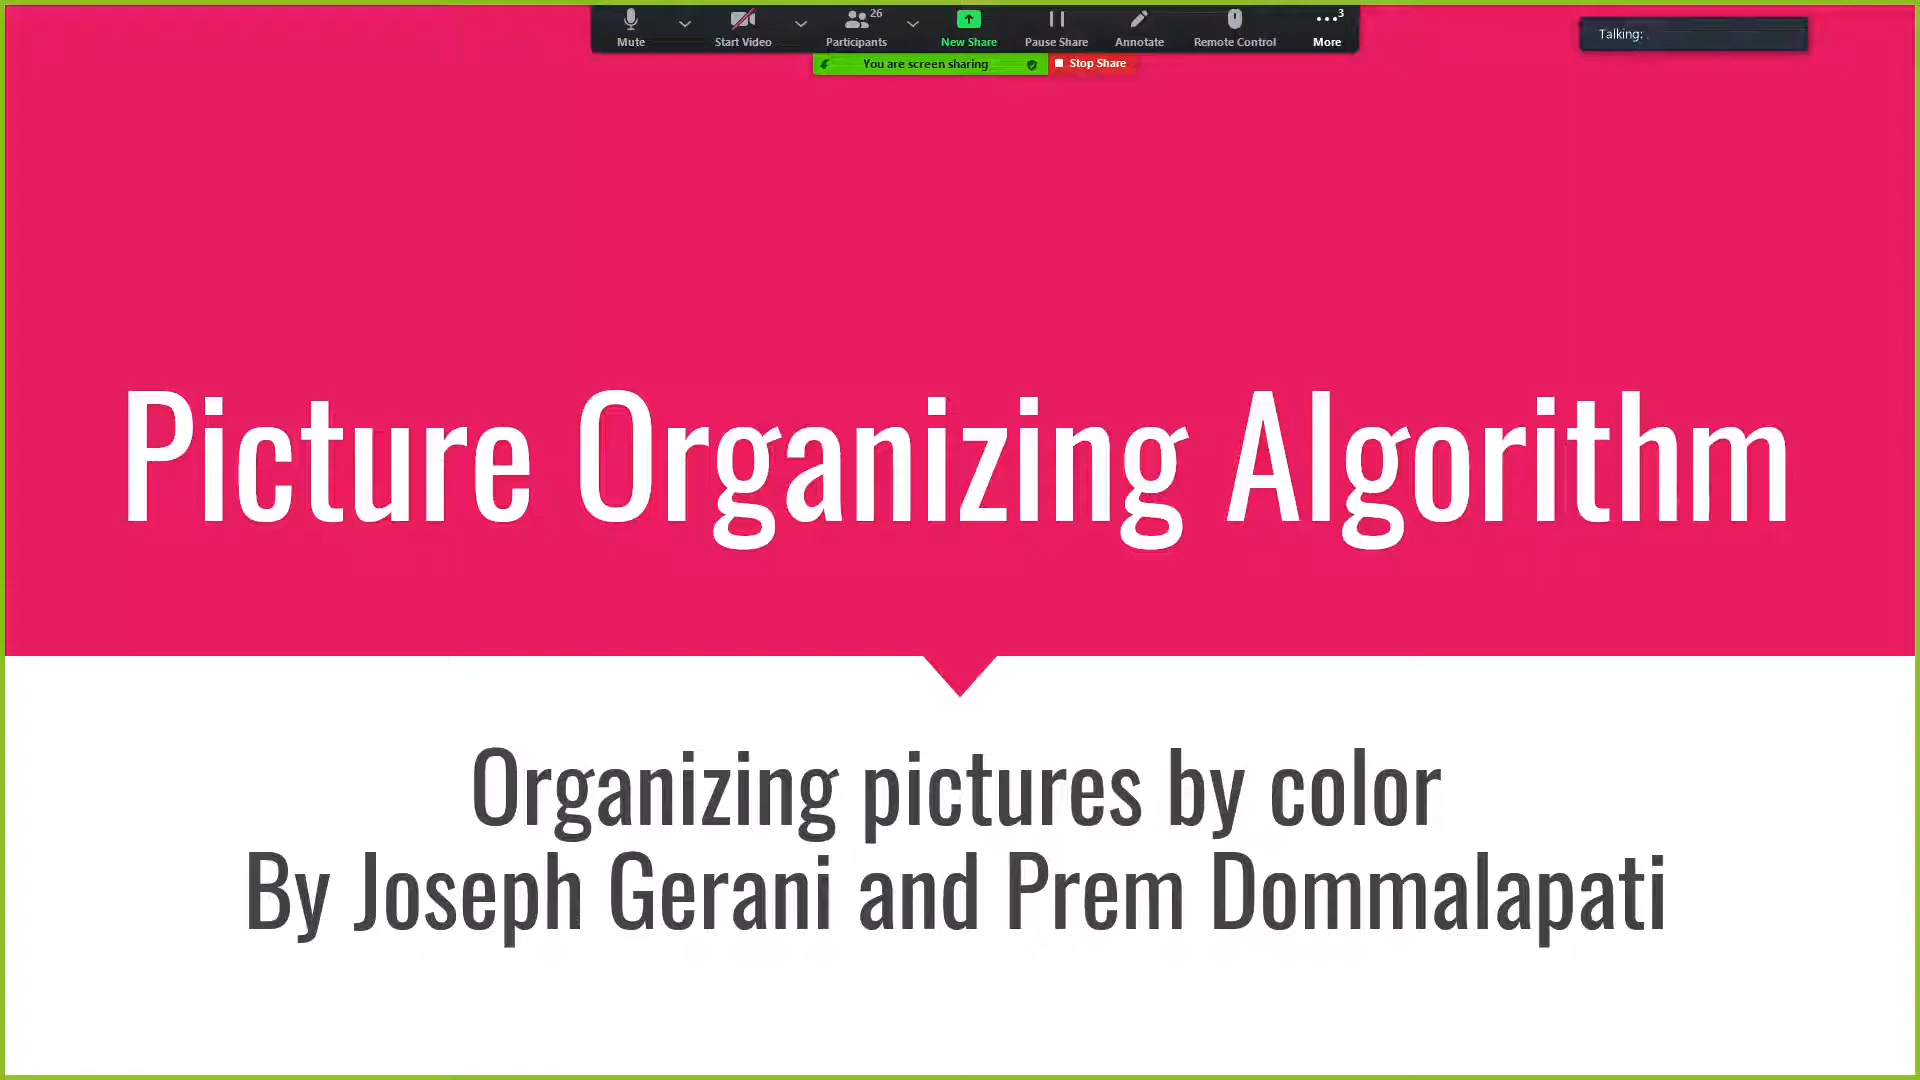 26
3
Mute
Start Video
Participants
New Share
Pause Share
Annotate
Remote Control
More
Talking:
You are screen sharing
Stop Share
Picture Organizing Algorithm
Organizing pictures by color
By Joseph Gerani and Prem Dommalapati